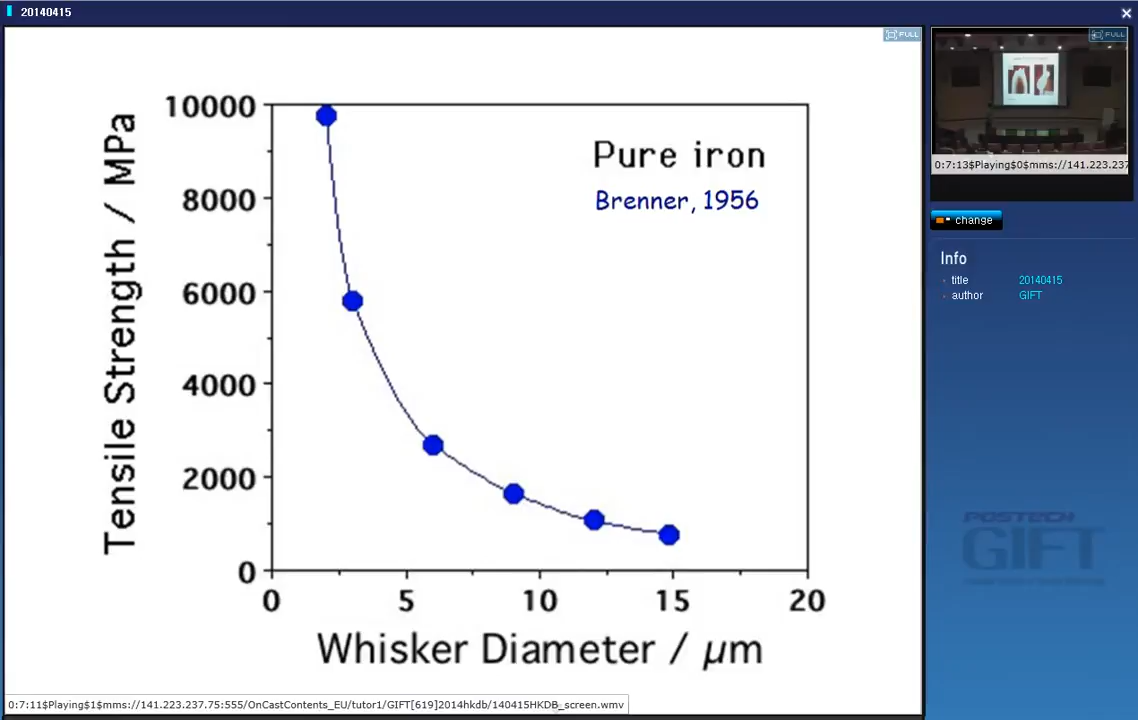 20140415
FULL
FULL
Tensile Strength / MPa
10000
8000
6000
4000
2000
0
Pure iron
Brenner, 1956
0
5
10
15
20
Whisker Diameter / µm
0:7:11$Playing$1$mms://141.223.237.75:555/OnCastContents_EU/tutor1/GIFT[619]2014hkdb/140415HKDB_screen.wmv
0:7:13$Playing$0$mms://141.223.237
change
Info
title 20140415
author GIFT
POSTECH
GIFT